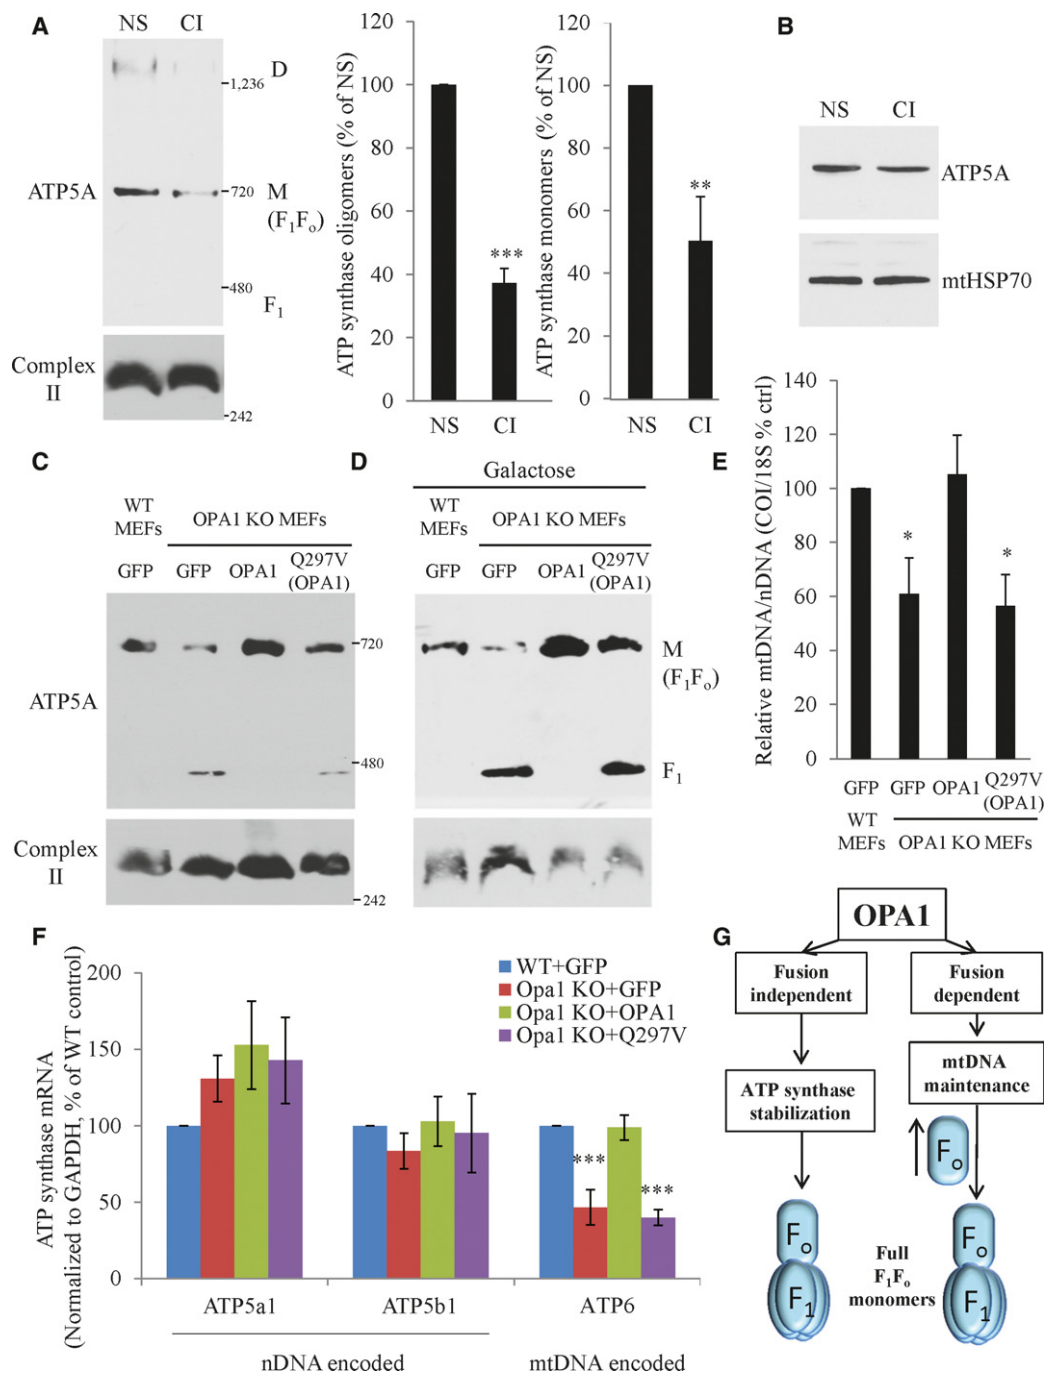 A
NS CI
D
1,236
ATP5A
720
M
(F1Fo)
480
F1
Complex
II
242
ATP synthase oligomers (% of NS)
120
100
80
60
40
20
0
***
NS CI
ATP synthase monomers (% of NS)
120
100
80
60
40
20
0
**
NS CI
B
NS CI
ATP5A
mtHSP70
C
WT
MEFs
OPA1 KO MEFs
GFP GFP OPA1 Q297V
(OPA1)
720
ATP5A
480
Complex
II
242
D
Galactose
WT
MEFs
OPA1 KO MEFs
GFP GFP OPA1 Q297V
(OPA1)
M
(F1Fo)
F1
E
Relative mtDNA/nDNA (COI/18S % ctrl)
140
120
100
80
60
40
20
0
*
*
GFP GFP OPA1 Q297V
(OPA1)
WT
MEFs
OPA1 KO MEFs
F
ATP synthase mRNA
(Normalized to GAPDH, % of WT control)
200
150
100
50
0
WT+GFP
Opa1 KO+GFP
Opa1 KO+OPA1
Opa1 KO+Q297V
***
***
ATP5a1 ATP5b1 ATP6
nDNA encoded mtDNA encoded
G
OPA1
Fusion
independent
Fusion
dependent
ATP synthase
stabilization
mtDNA
maintenance
Fo
Fo
F1
Full
F1Fo
monomers
Fo
F1